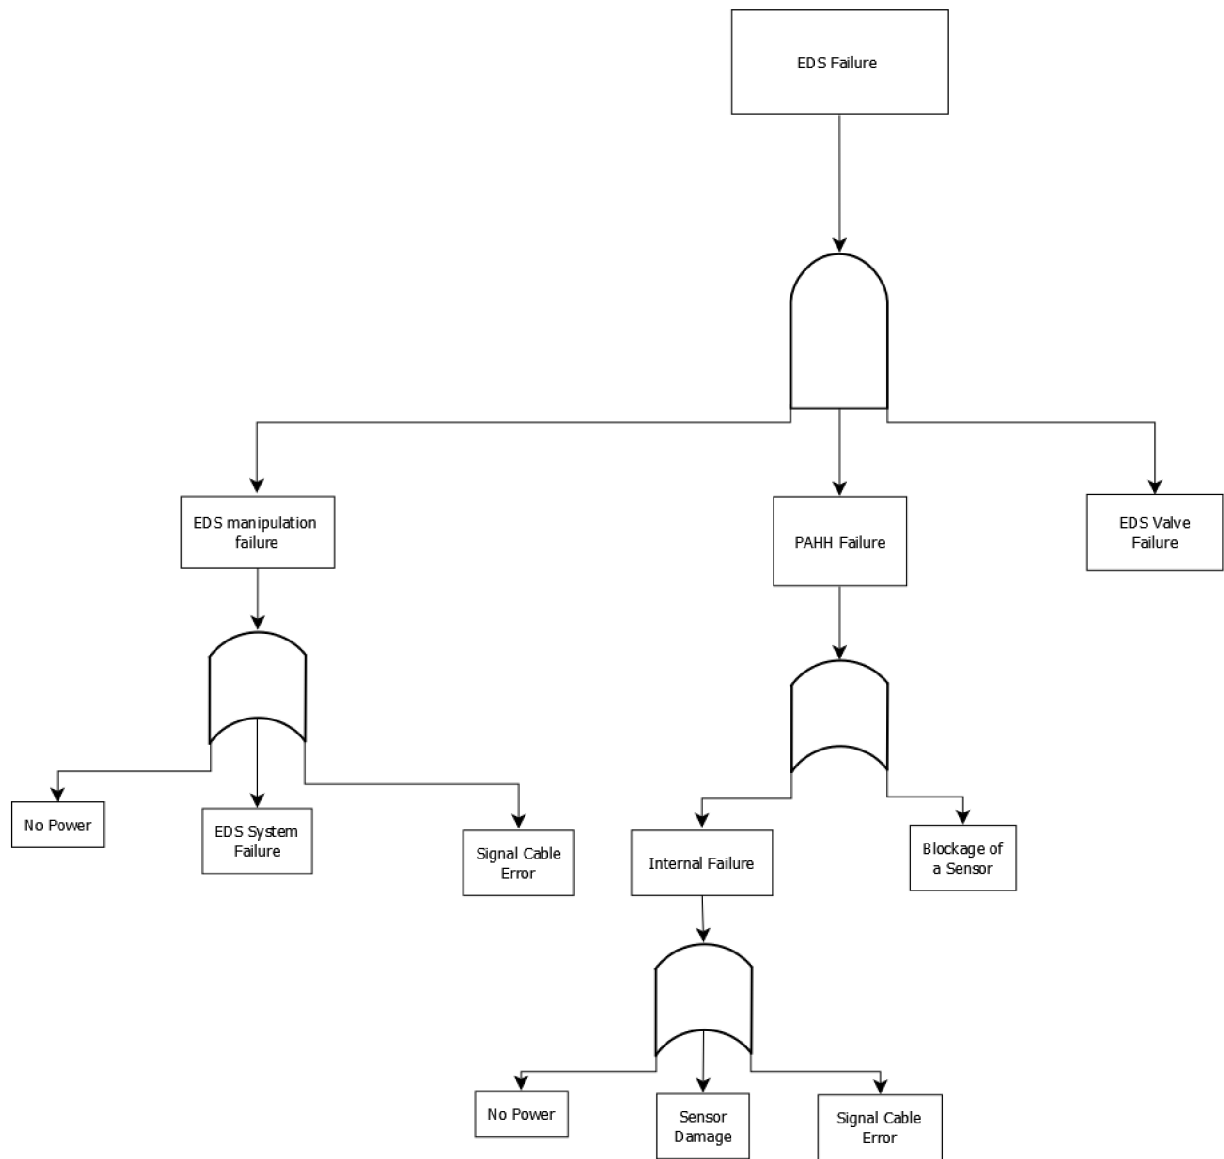 EDS Failure
EDS manipulation
failure
PAHH Failure
EDS Valve
Failure
No Power
EDS System
Failure
Signal Cable
Error
Internal Failure
Blockage of
a Sensor
No Power
Sensor
Damage
Signal Cable
Error